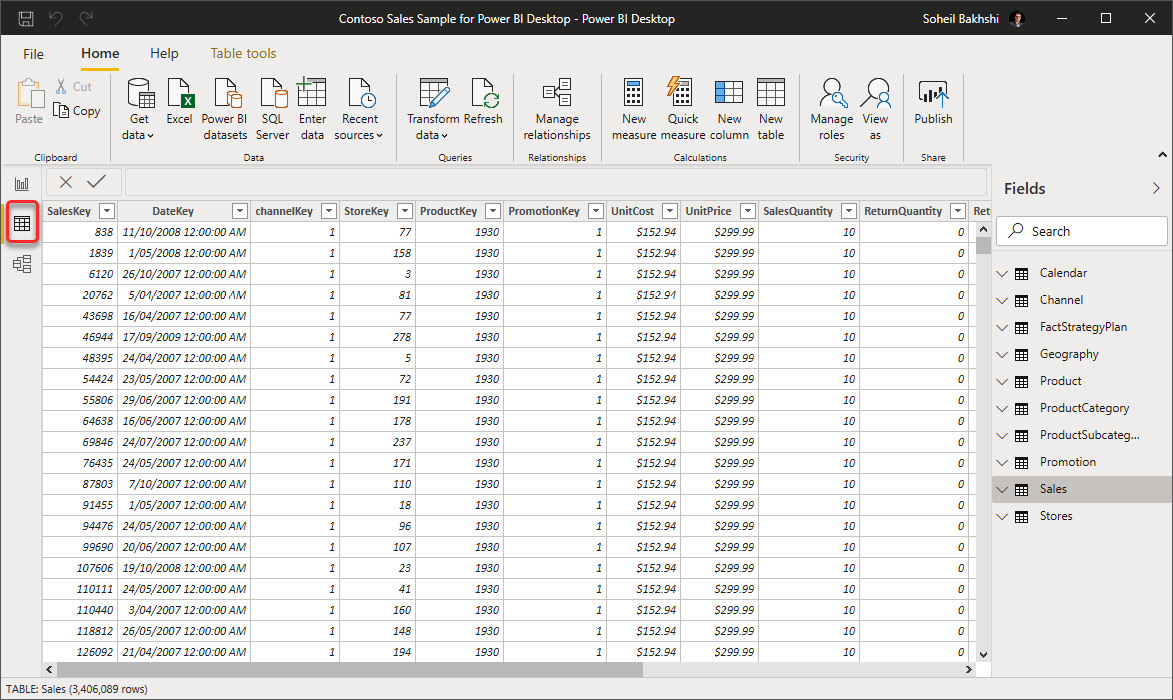 Contoso Sales Sample for Power BI Desktop - Power BI Desktop
Soheil Bakhshi
File Home Help Table tools
Paste Cut Copy
Get data Excel Power BI datasets SQL Server Enter data Recent sources Transform data Refresh Manage relationships New measure Quick measure New column New table Manage roles View as Publish
Clipboard Data Queries Relationships Calculations Security Share
SalesKey DateKey channelKey StoreKey ProductKey PromotionKey UnitCost UnitPrice SalesQuantity ReturnQuantity Ret
838 11/10/2008 12:00:00 AM 1 77 1930 1 $152.94 $299.99 10 0
1839 1/05/2008 12:00:00 AM 1 158 1930 1 $152.94 $299.99 10 0
6120 26/10/2007 12:00:00 AM 1 3 1930 1 $152.94 $299.99 10 0
20762 5/04/2007 12:00:00 AM 1 81 1930 1 $152.94 $299.99 10 0
43698 16/04/2007 12:00:00 AM 1 77 1930 1 $152.94 $299.99 10 0
46944 17/09/2009 12:00:00 AM 1 278 1930 1 $152.94 $299.99 10 0
48395 24/04/2007 12:00:00 AM 1 5 1930 1 $152.94 $299.99 10 0
54424 23/05/2007 12:00:00 AM 1 72 1930 1 $152.94 $299.99 10 0
55806 29/06/2007 12:00:00 AM 1 191 1930 1 $152.94 $299.99 10 0
64638 16/06/2007 12:00:00 AM 1 178 1930 1 $152.94 $299.99 10 0
69846 24/07/2007 12:00:00 AM 1 237 1930 1 $152.94 $299.99 10 0
76435 24/05/2007 12:00:00 AM 1 171 1930 1 $152.94 $299.99 10 0
87803 7/10/2007 12:00:00 AM 1 110 1930 1 $152.94 $299.99 10 0
91455 1/05/2007 12:00:00 AM 1 18 1930 1 $152.94 $299.99 10 0
94476 24/05/2007 12:00:00 AM 1 96 1930 1 $152.94 $299.99 10 0
99690 20/06/2007 12:00:00 AM 1 107 1930 1 $152.94 $299.99 10 0
107606 19/10/2008 12:00:00 AM 1 23 1930 1 $152.94 $299.99 10 0
110111 24/05/2007 12:00:00 AM 1 41 1930 1 $152.94 $299.99 10 0
110440 3/04/2007 12:00:00 AM 1 160 1930 1 $152.94 $299.99 10 0
118812 26/05/2007 12:00:00 AM 1 148 1930 1 $152.94 $299.99 10 0
126092 21/04/2007 12:00:00 AM 1 194 1930 1 $152.94 $299.99 10 0
Fields
Search
Calendar
Channel
FactStrategyPlan
Geography
Product
ProductCategory
ProductSubcateg...
Promotion
Sales
Stores
TABLE: Sales (3,406,089 rows)